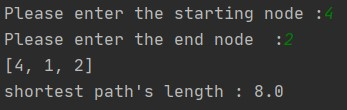 Please enter the starting node :4
Please enter the end node  :2
[4, 1, 2]
shortest path's length : 8.0